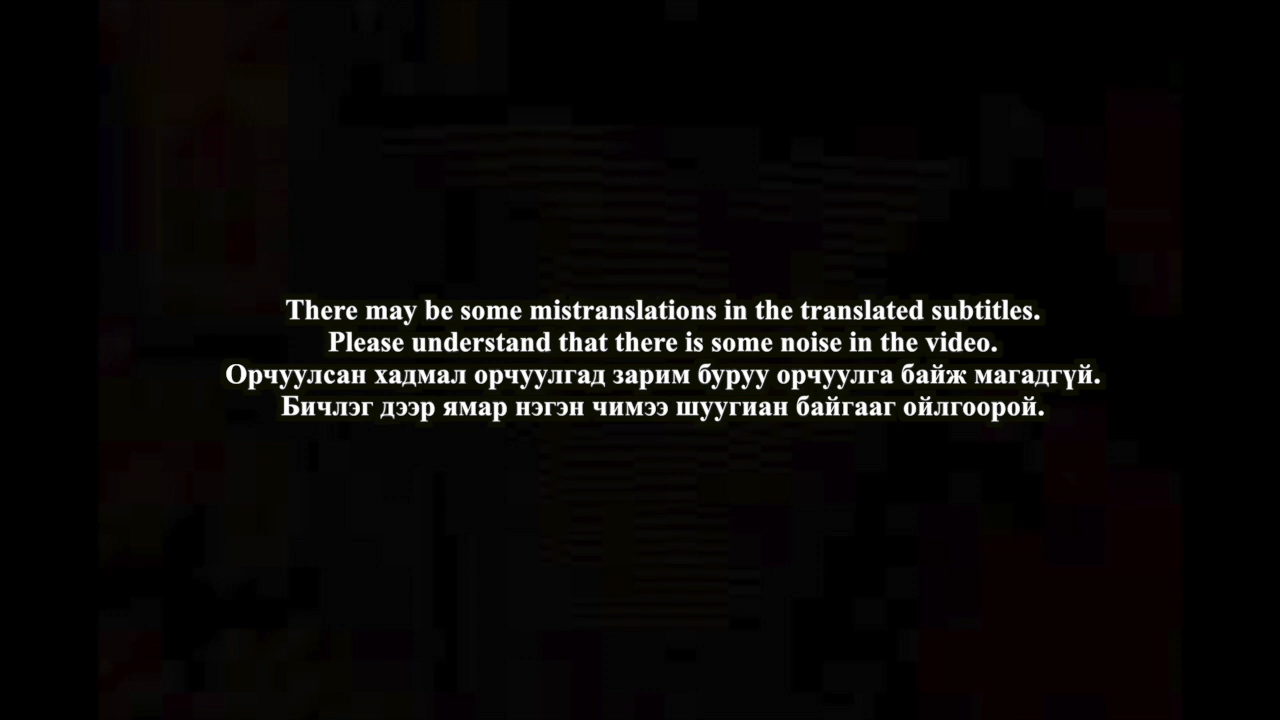 There may be some mistranslations in the translated subtitles.
Please understand that there is some noise in the video.
Орчуулсан хадмал орчуулгад зарим буруу орчуулга байж магадгүй.
Бичлэг дээр ямар нэгэн чимээ шуугиан байгааг ойлгоорой.